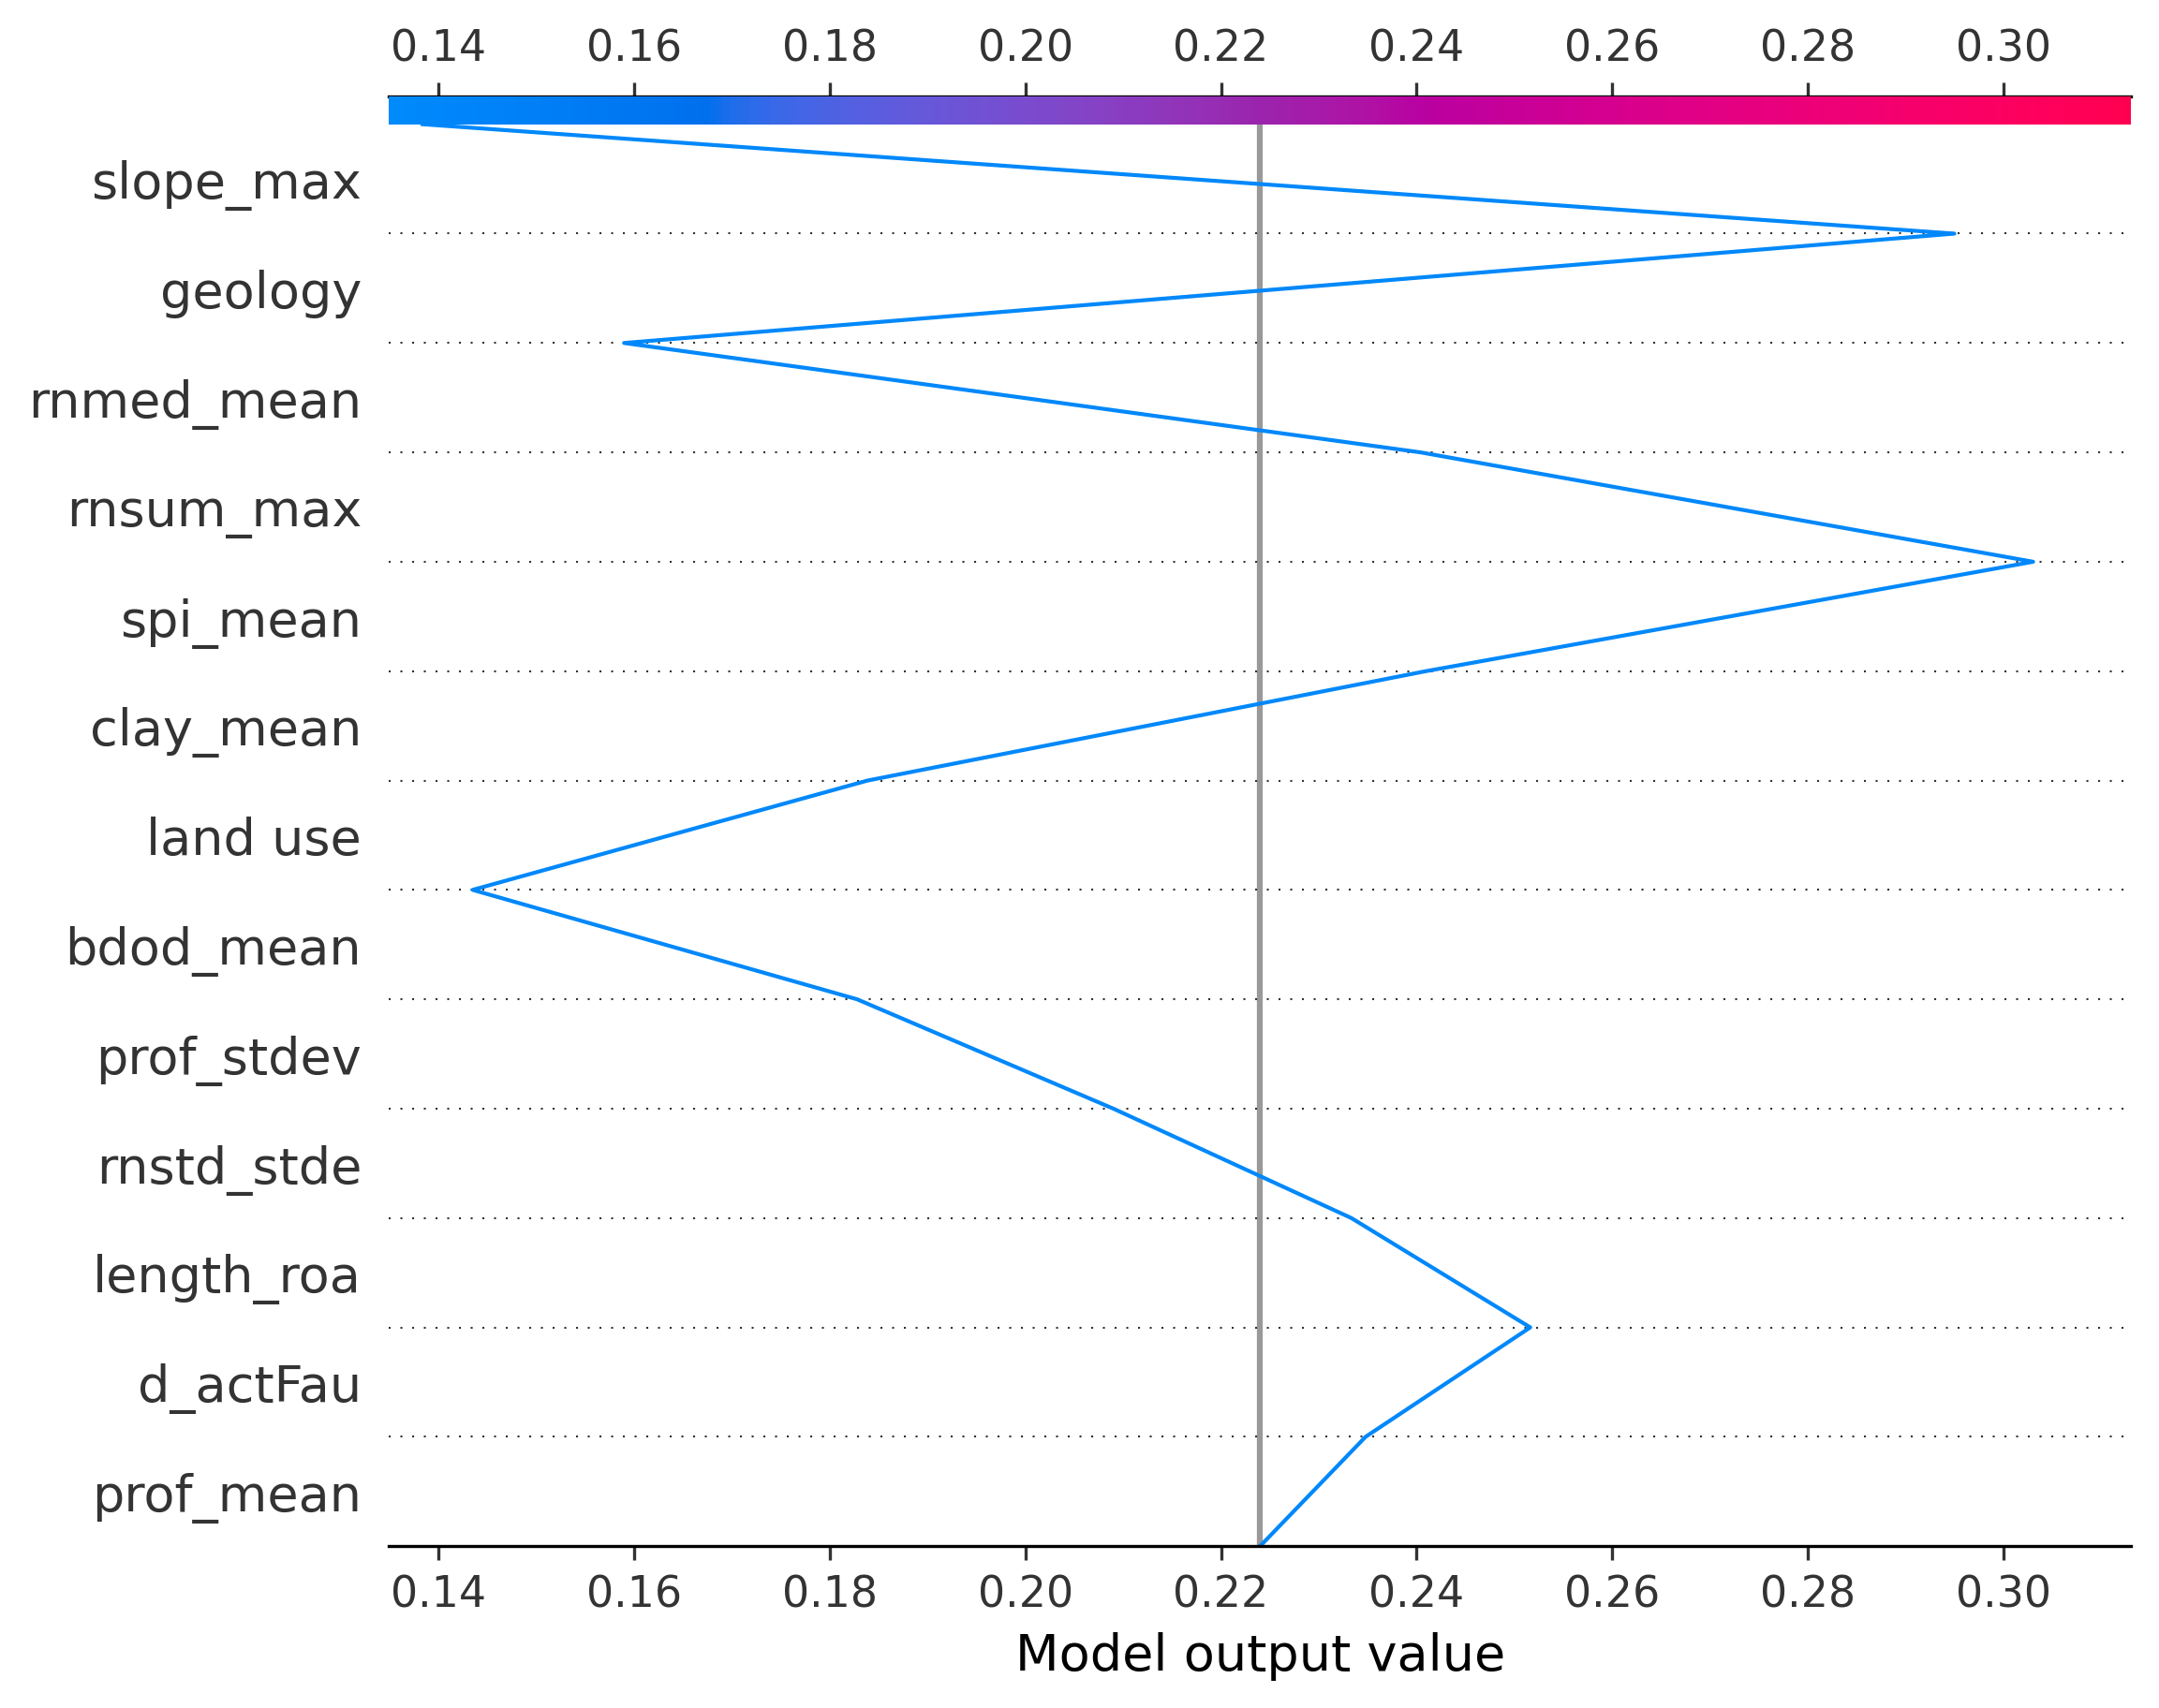 0.14 0.16 0.18 0.20 0.22 0.24 0.26 0.28 0.30
slope_max
geology
rnmed_mean
rnsum_max
spi_mean
clay_mean
land use
bdod_mean
prof_stdev
rnstd_stde
length_roa
d_actFau
prof_mean
0.14 0.16 0.18 0.20 0.22 0.24 0.26 0.28 0.30
Model output value